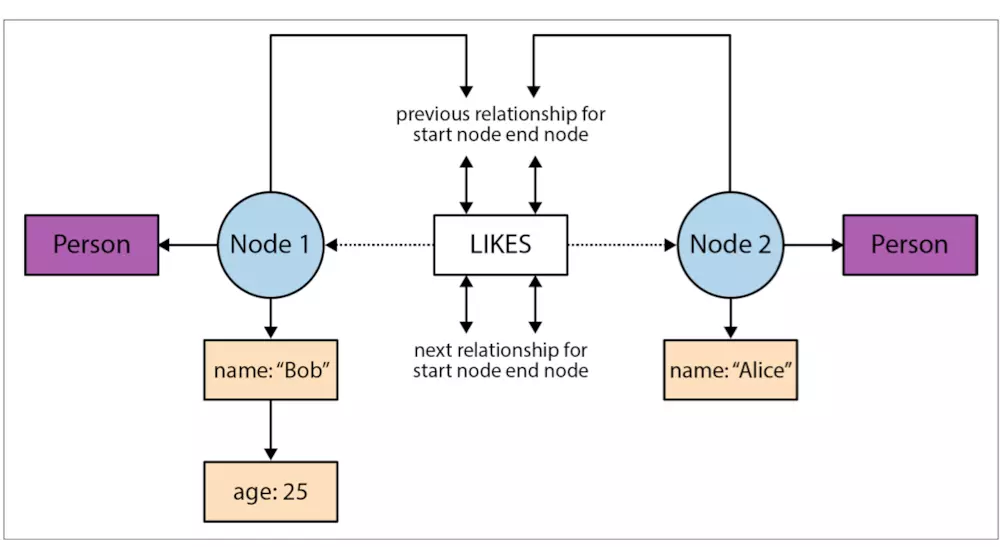 previous relationship for
start node end node
Person
Node 1
LIKES
Node 2
Person
name: “Bob”
next relationship for
start node end node
name: “Alice”
age: 25